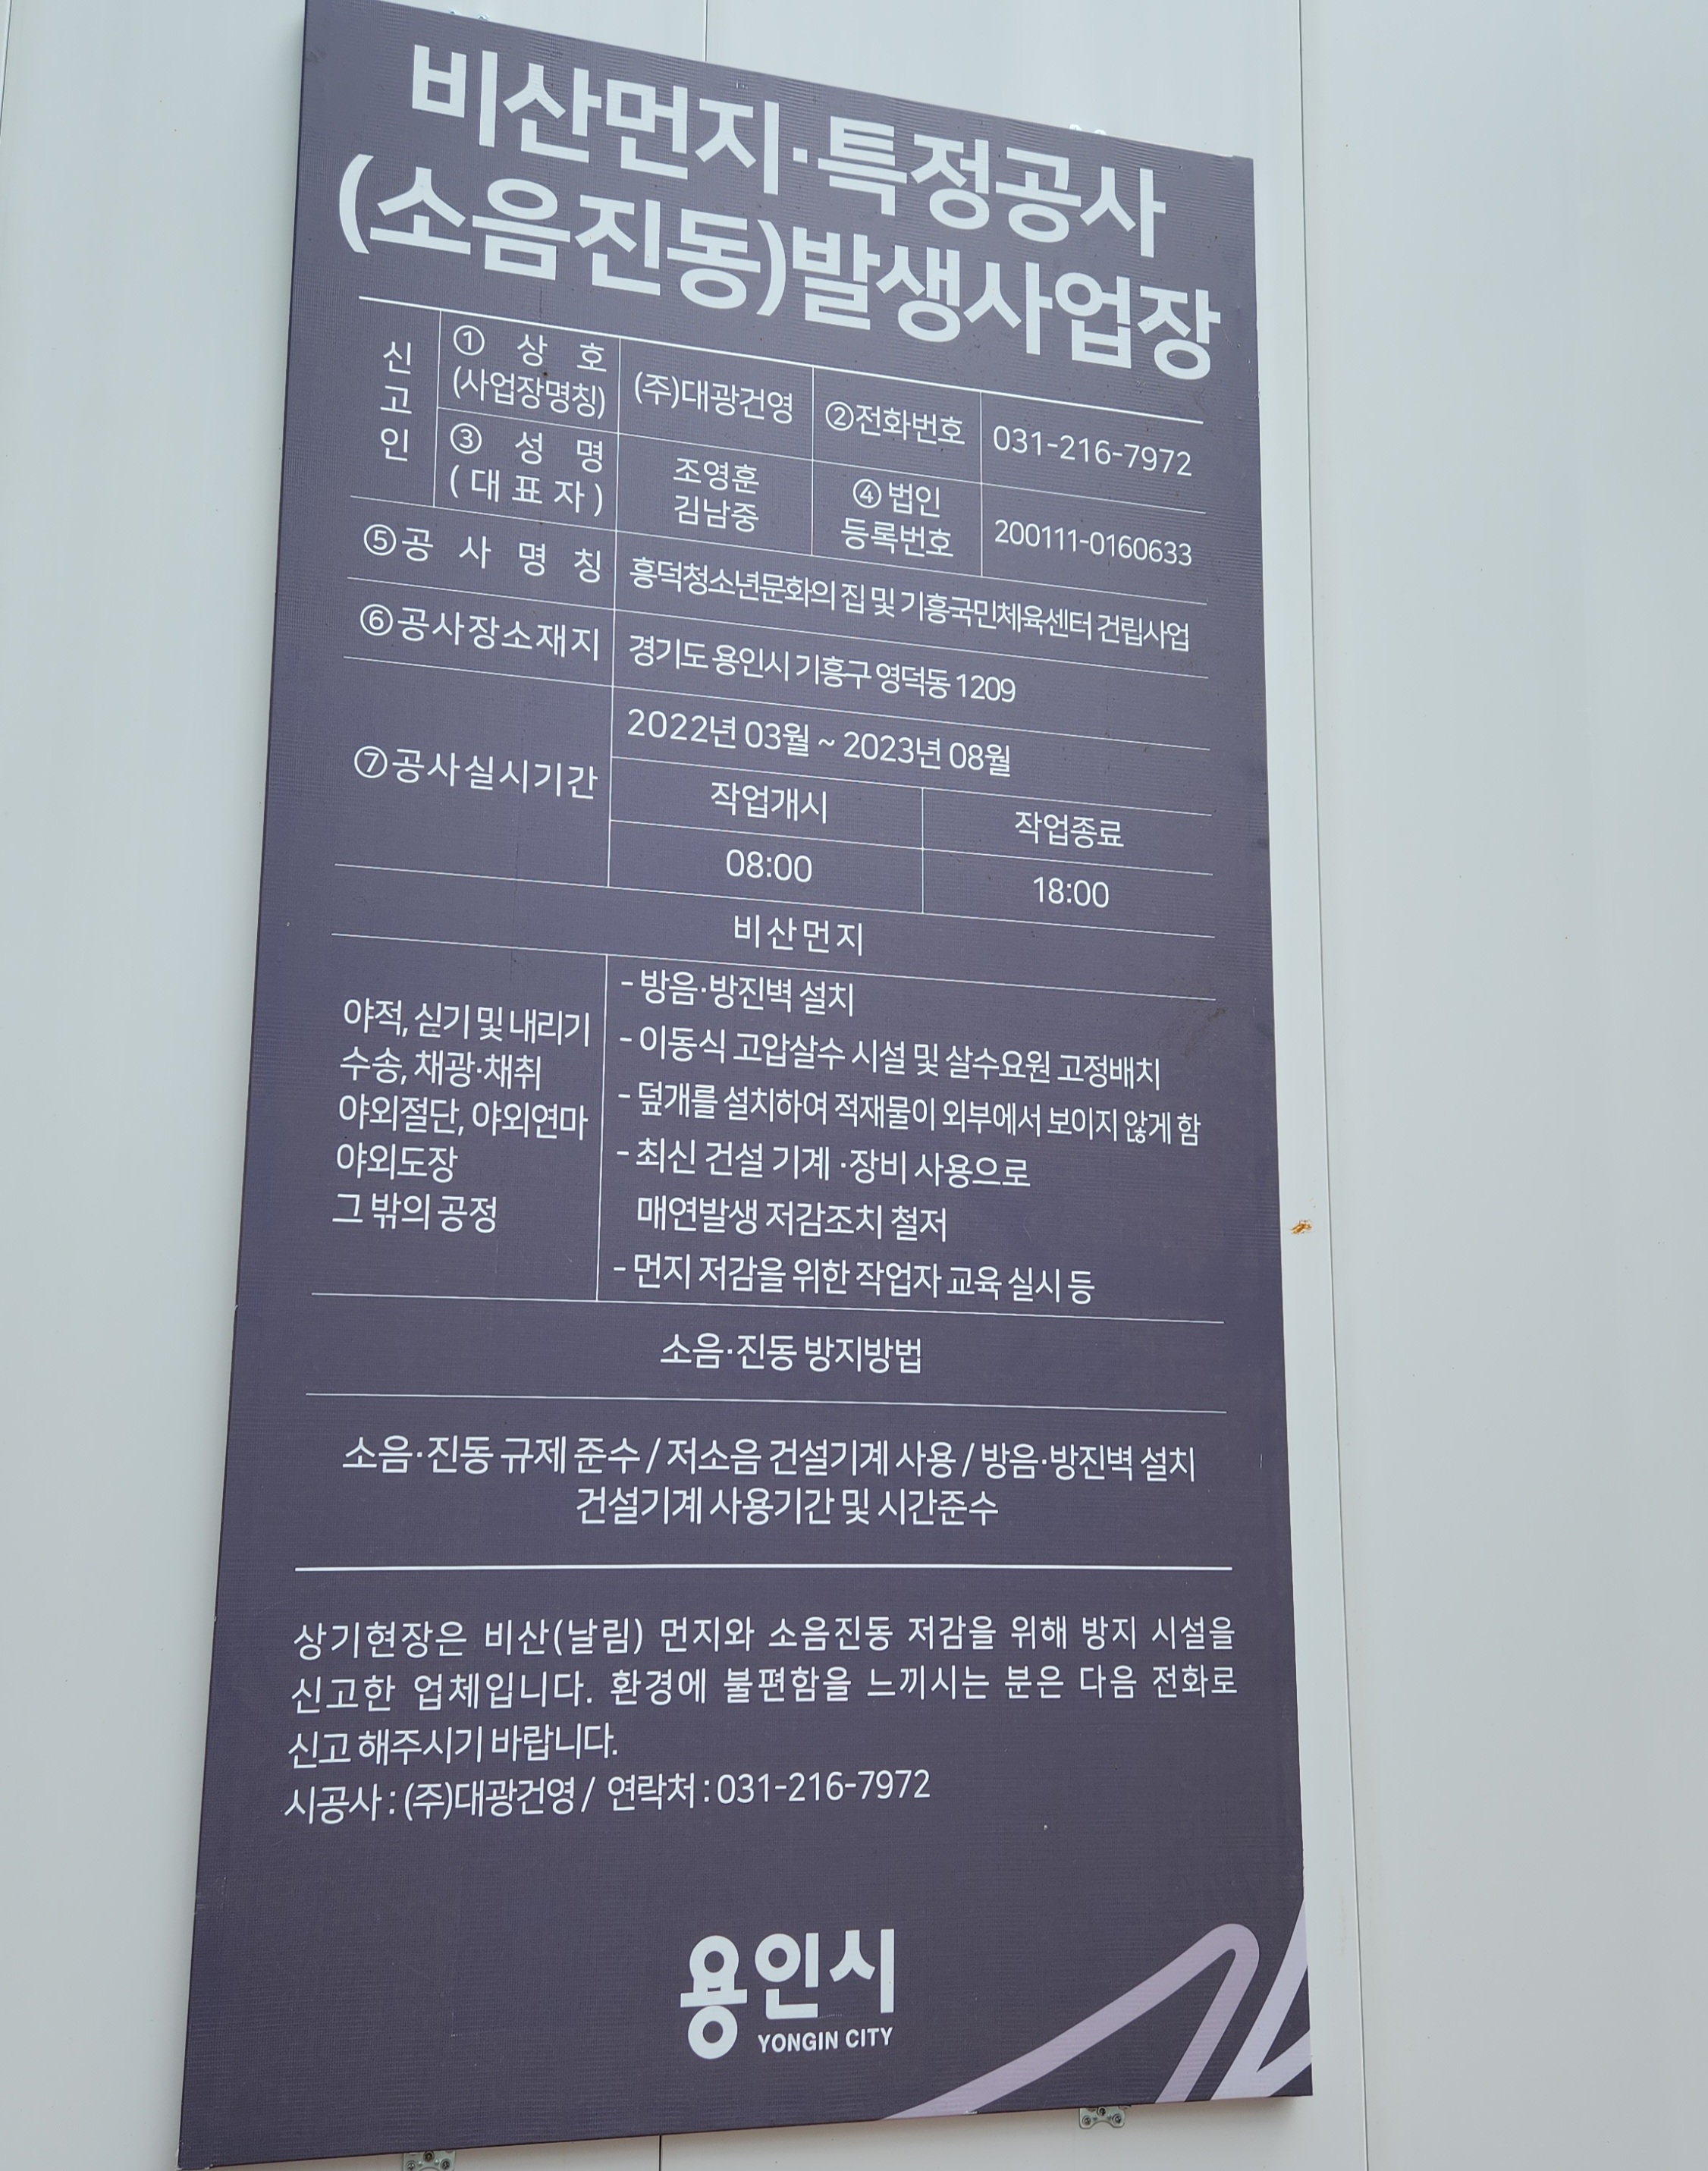 비산먼지·특정공사
(소음진동)발생사업장
신고인
① 상 호
(사업장명칭)
(주)대광건영
②전화번호
031-216-7972
③ 성 명
( 대 표 자 )
조영훈
김남중
④ 법인
등록번호
200111-0160633
⑤공 사 명 칭
흥덕청소년문화의 집 및 기흥국민체육센터 건립사업
⑥공사장소재지
경기도 용인시 기흥구 영덕동 1209
⑦공사실시기간
2022년 03월 ~ 2023년 08월
작업개시
작업종료
08:00
18:00
비산먼지
야적, 싣기 및 내리기
수송, 채광·채취
야외절단, 야외연마
야외도장
그 밖의 공정
- 방음·방진벽 설치
- 이동식 고압살수 시설 및 살수요원 고정배치
- 덮개를 설치하여 적재물이 외부에서 보이지 않게 함
- 최신 건설 기계 ·장비 사용으로
매연발생 저감조치 철저
- 먼지 저감을 위한 작업자 교육 실시 등
소음·진동 방지방법
소음·진동 규제 준수 / 저소음 건설기계 사용 / 방음·방진벽 설치
건설기계 사용기간 및 시간준수
상기현장은 비산(날림) 먼지와 소음진동 저감을 위해 방지 시설을
신고한 업체입니다. 환경에 불편함을 느끼시는 분은 다음 전화로
신고 해주시기 바랍니다.
시공사 : (주)대광건영 / 연락처 : 031-216-7972
용인시
YONGIN CITY